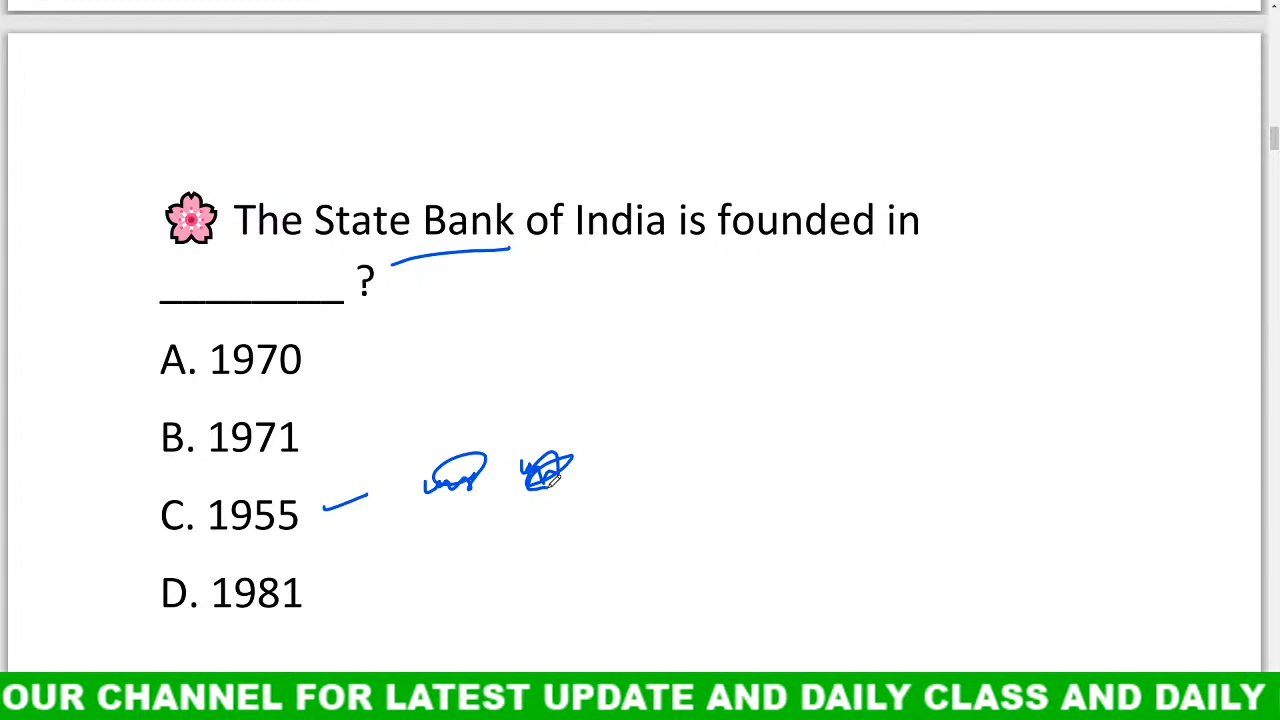 🌸 The State Bank of India is founded in
________ ?
A. 1970
B. 1971
C. 1955
D. 1981
OUR CHANNEL FOR LATEST UPDATE AND DAILY CLASS AND DAILY